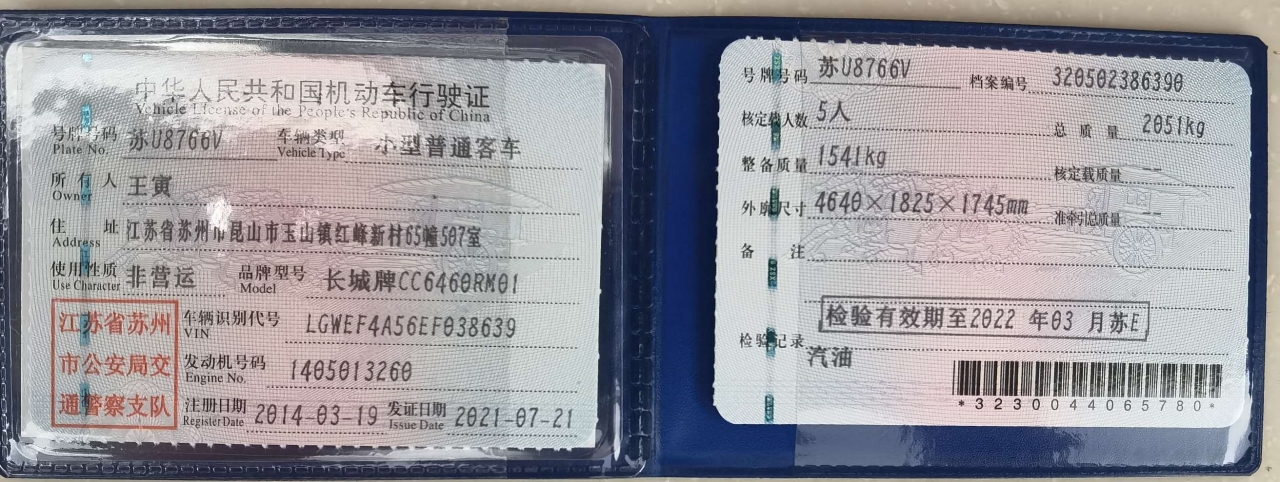 中华人民共和国机动车行驶证
Vehicle License of the People's Republic of China
号牌号码 苏U8766V 车辆类型 小型普通客车
Plate No. Vehicle Type
所有人 王寅
Owner
住址 江苏省苏州市昆山市玉山镇红峰新村65幢507室
Address
使用性质 非营运 品牌型号 长城牌CC6460RM01
Use Character Model
江苏省苏州
市公安局交
通警察支队
车辆识别代号 LGWEF4A56EF038639
VIN
发动机号码 1405013260
Engine No.
注册日期 2014-03-19 发证日期 2021-07-21
Register Date Issue Date
号牌号码 苏U8766V 档案编号 320502386390
核定载人数 5人 总质量 2051kg
整备质量 1541kg 核定载质量 --
外廓尺寸 4640×1825×1745mm 准牵引总质量 --
备注
检验有效期至2022 年03 月苏E
检验记录
汽油
*3230044065780*